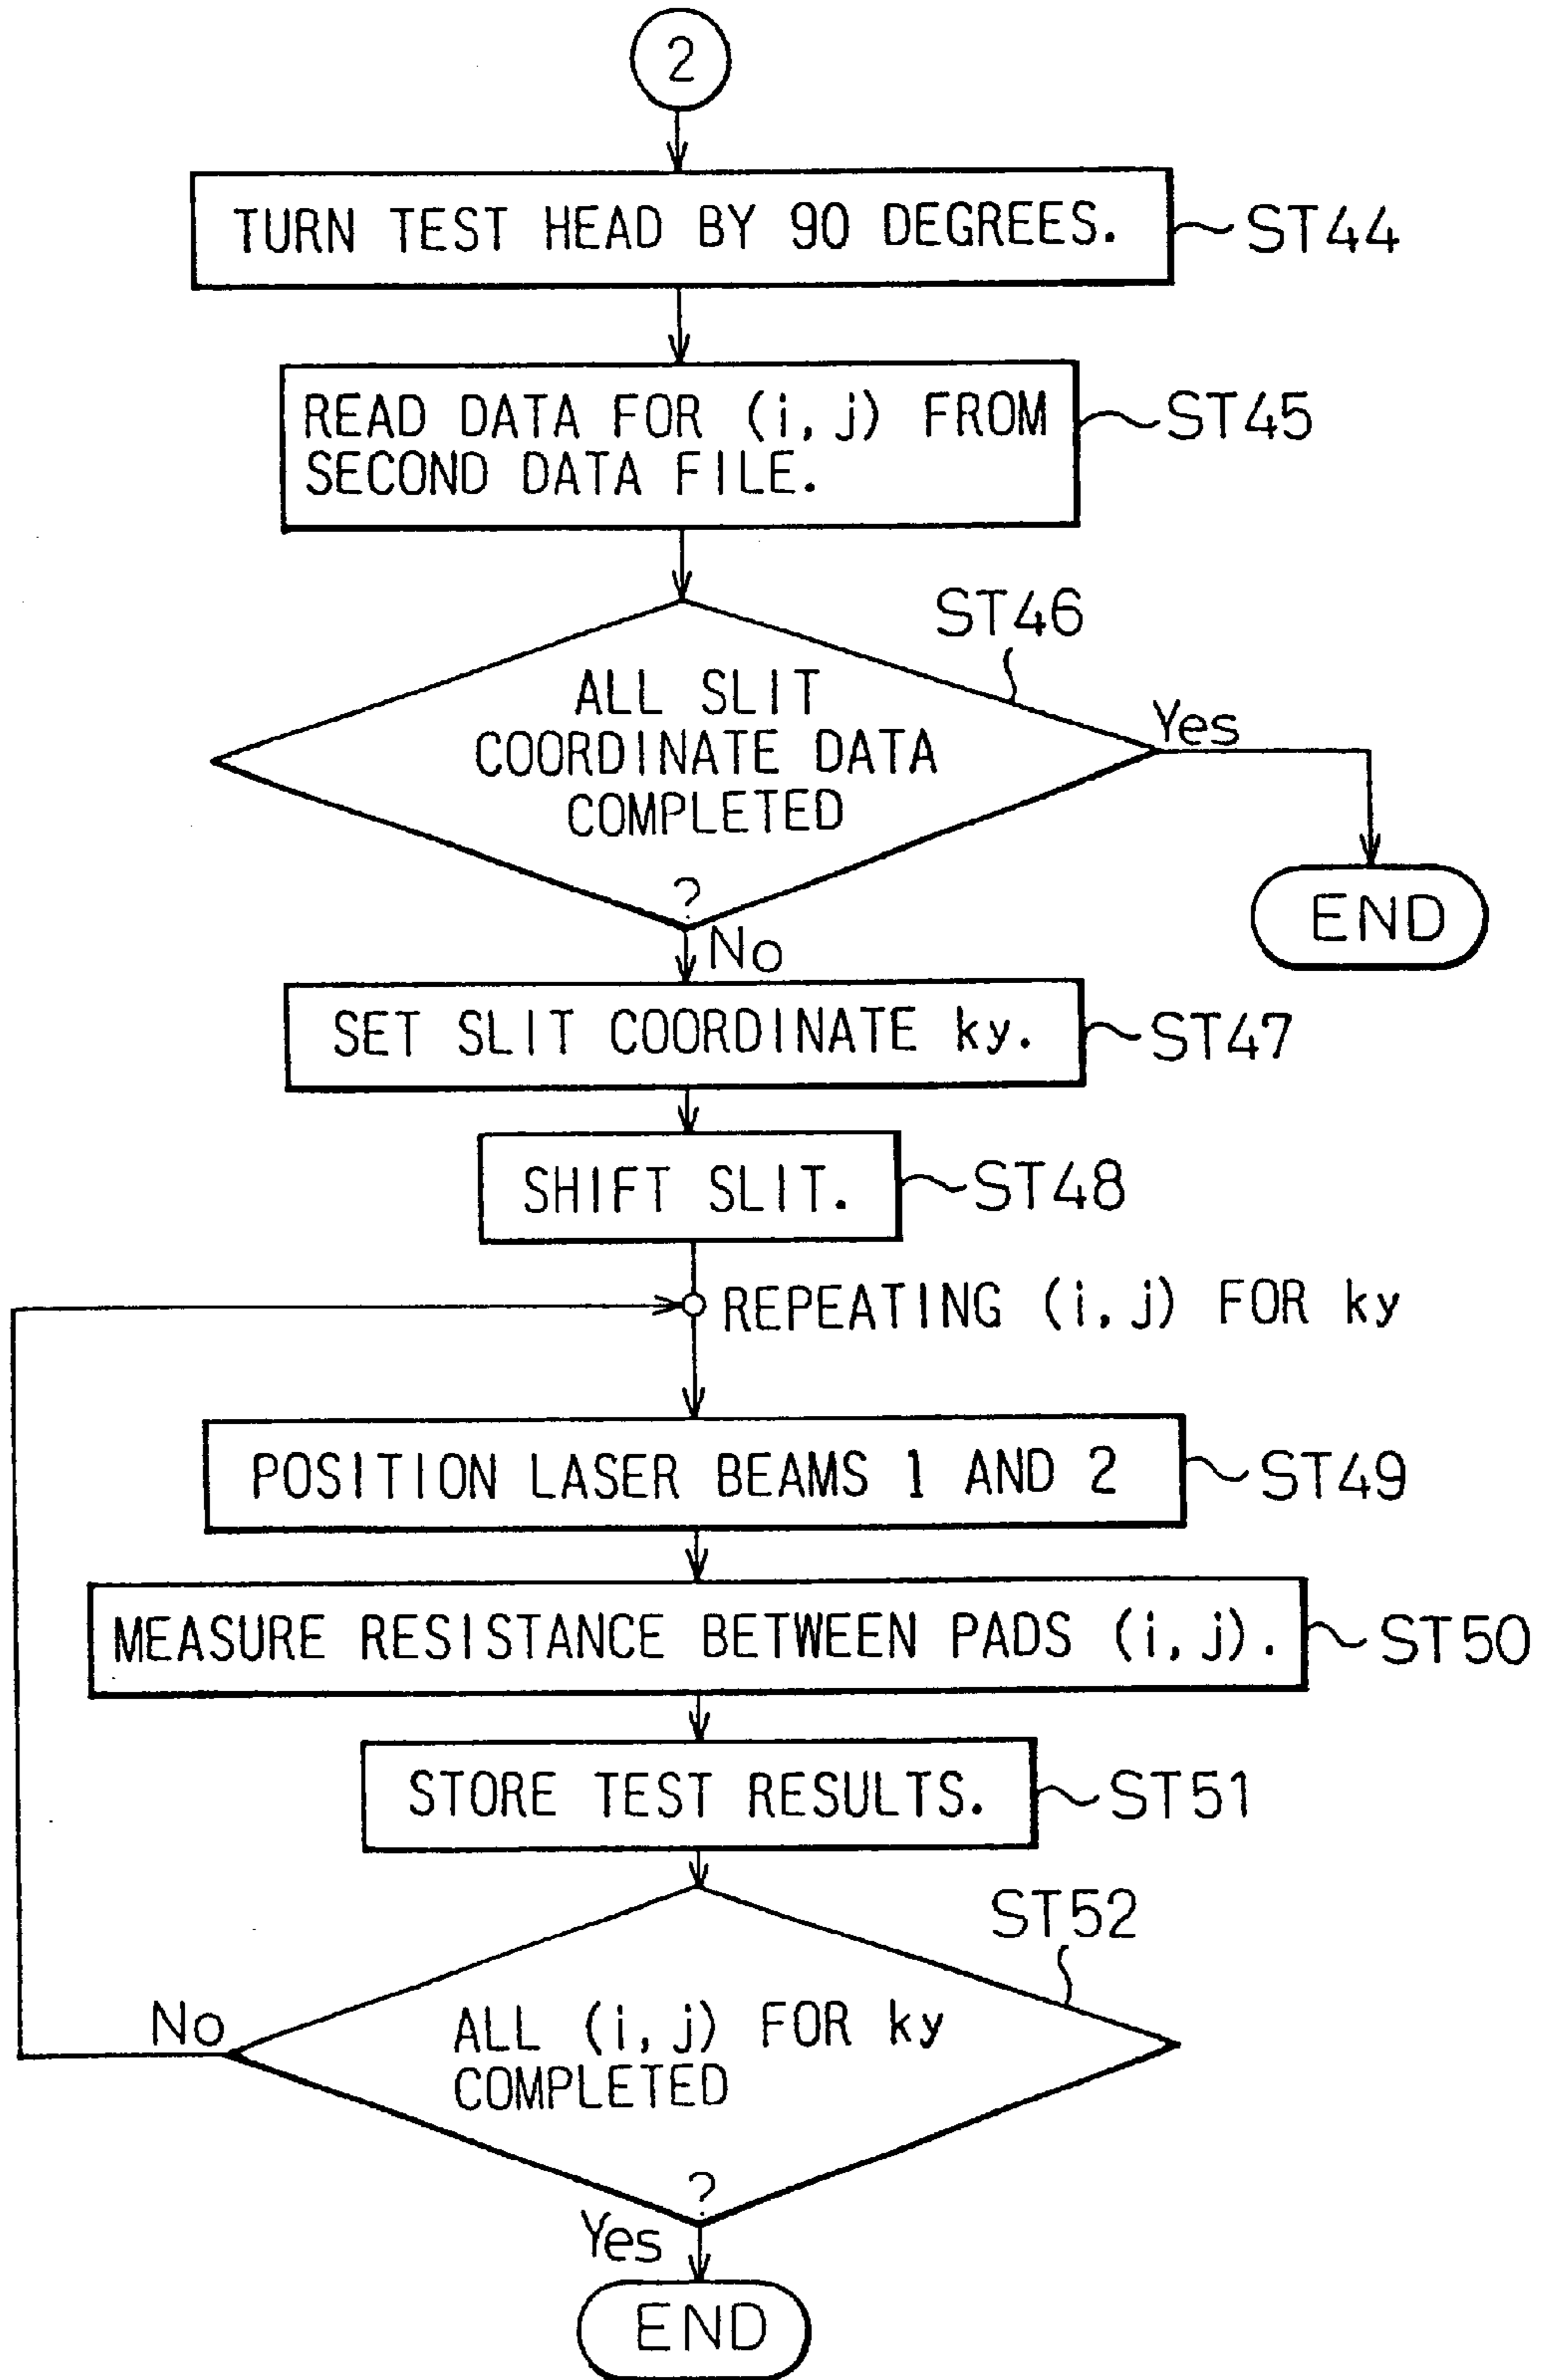 2
TURN TEST HEAD BY 90 DEGREES.
ST44
READ DATA FOR (i, j) FROM
SECOND DATA FILE.
ST45
ST46
ALL SLIT
COORDINATE DATA
COMPLETED
?
Yes
END
No
SET SLIT COORDINATE ky.
ST47
SHIFT SLIT.
ST48
REPEATING (i, j) FOR ky
POSITION LASER BEAMS 1 AND 2
ST49
MEASURE RESISTANCE BETWEEN PADS (i, j).
ST50
STORE TEST RESULTS.
ST51
ST52
ALL (i, j) FOR ky
COMPLETED
?
No
Yes
END